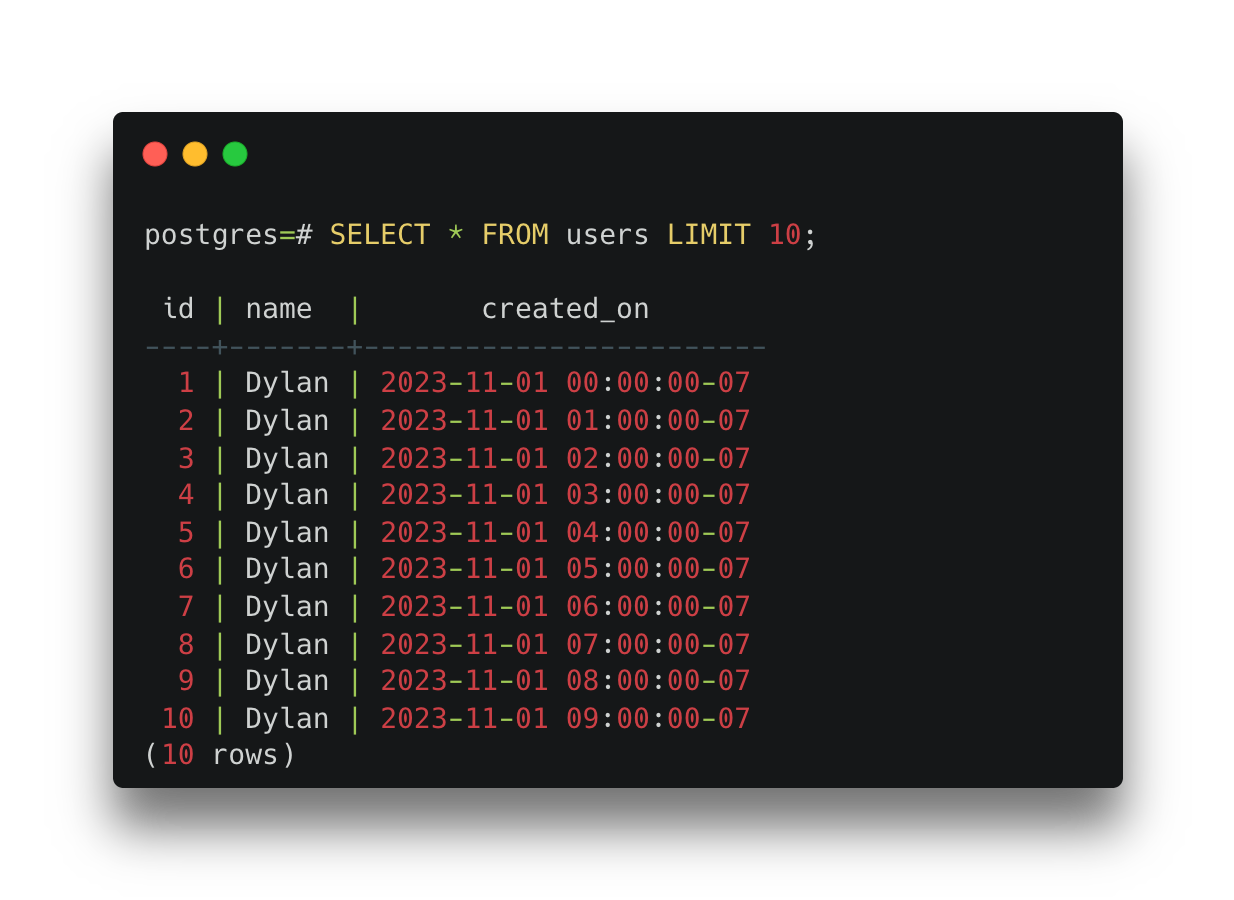 postgres=# SELECT * FROM users LIMIT 10;
 id | name  |       created_on
----+-------+------------------------
  1 | Dylan | 2023-11-01 00:00:00-07
  2 | Dylan | 2023-11-01 01:00:00-07
  3 | Dylan | 2023-11-01 02:00:00-07
  4 | Dylan | 2023-11-01 03:00:00-07
  5 | Dylan | 2023-11-01 04:00:00-07
  6 | Dylan | 2023-11-01 05:00:00-07
  7 | Dylan | 2023-11-01 06:00:00-07
  8 | Dylan | 2023-11-01 07:00:00-07
  9 | Dylan | 2023-11-01 08:00:00-07
 10 | Dylan | 2023-11-01 09:00:00-07
(10 rows)